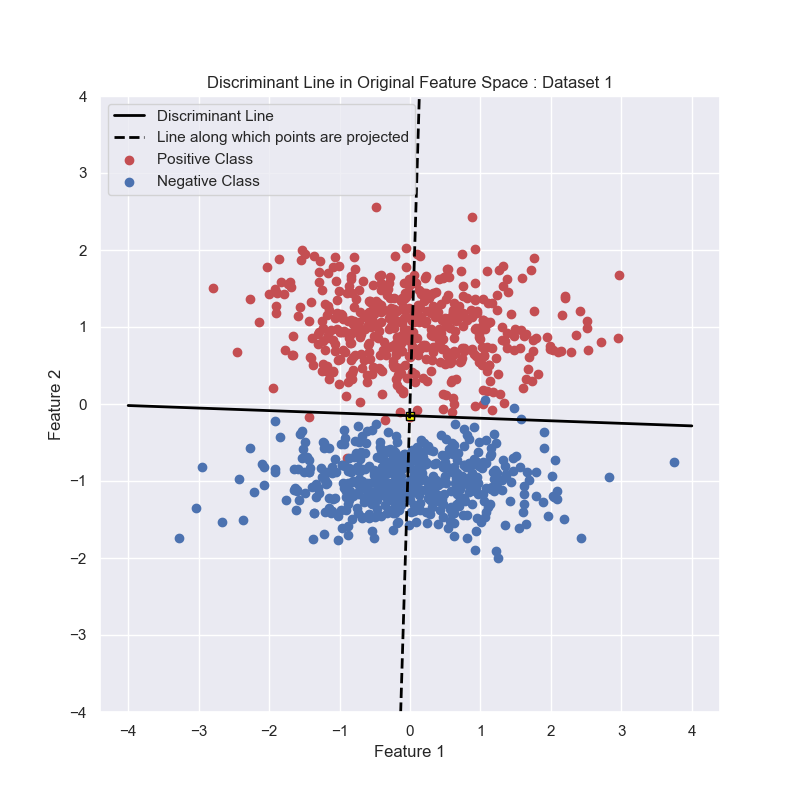 Discriminant Line in Original Feature Space : Dataset 1
Discriminant Line
Line along which points are projected
Positive Class
Negative Class
4
3
2
1
0
−1
−2
−3
−4
Feature 2
−4
−3
−2
−1
0
1
2
3
4
Feature 1